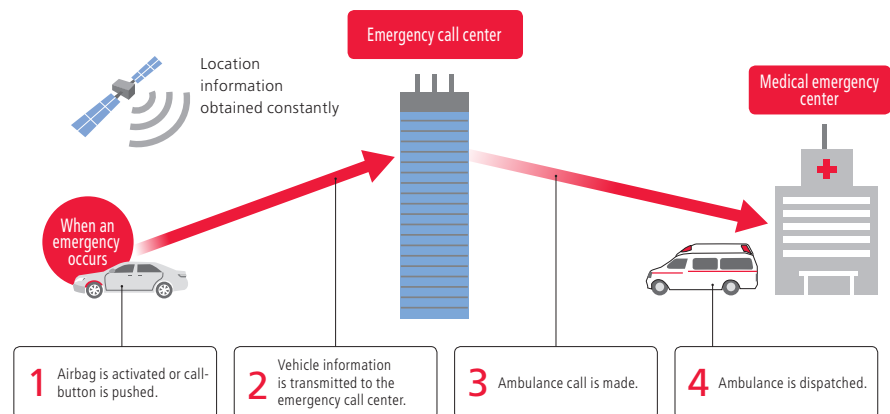 Emergency call center
Location
information
obtained constantly
Medical emergency
center
When an
emergency
occurs
1 Airbag is activated or call-
button is pushed.
2 Vehicle information
is transmitted to the
emergency call center.
3 Ambulance call is made.
4 Ambulance is dispatched.